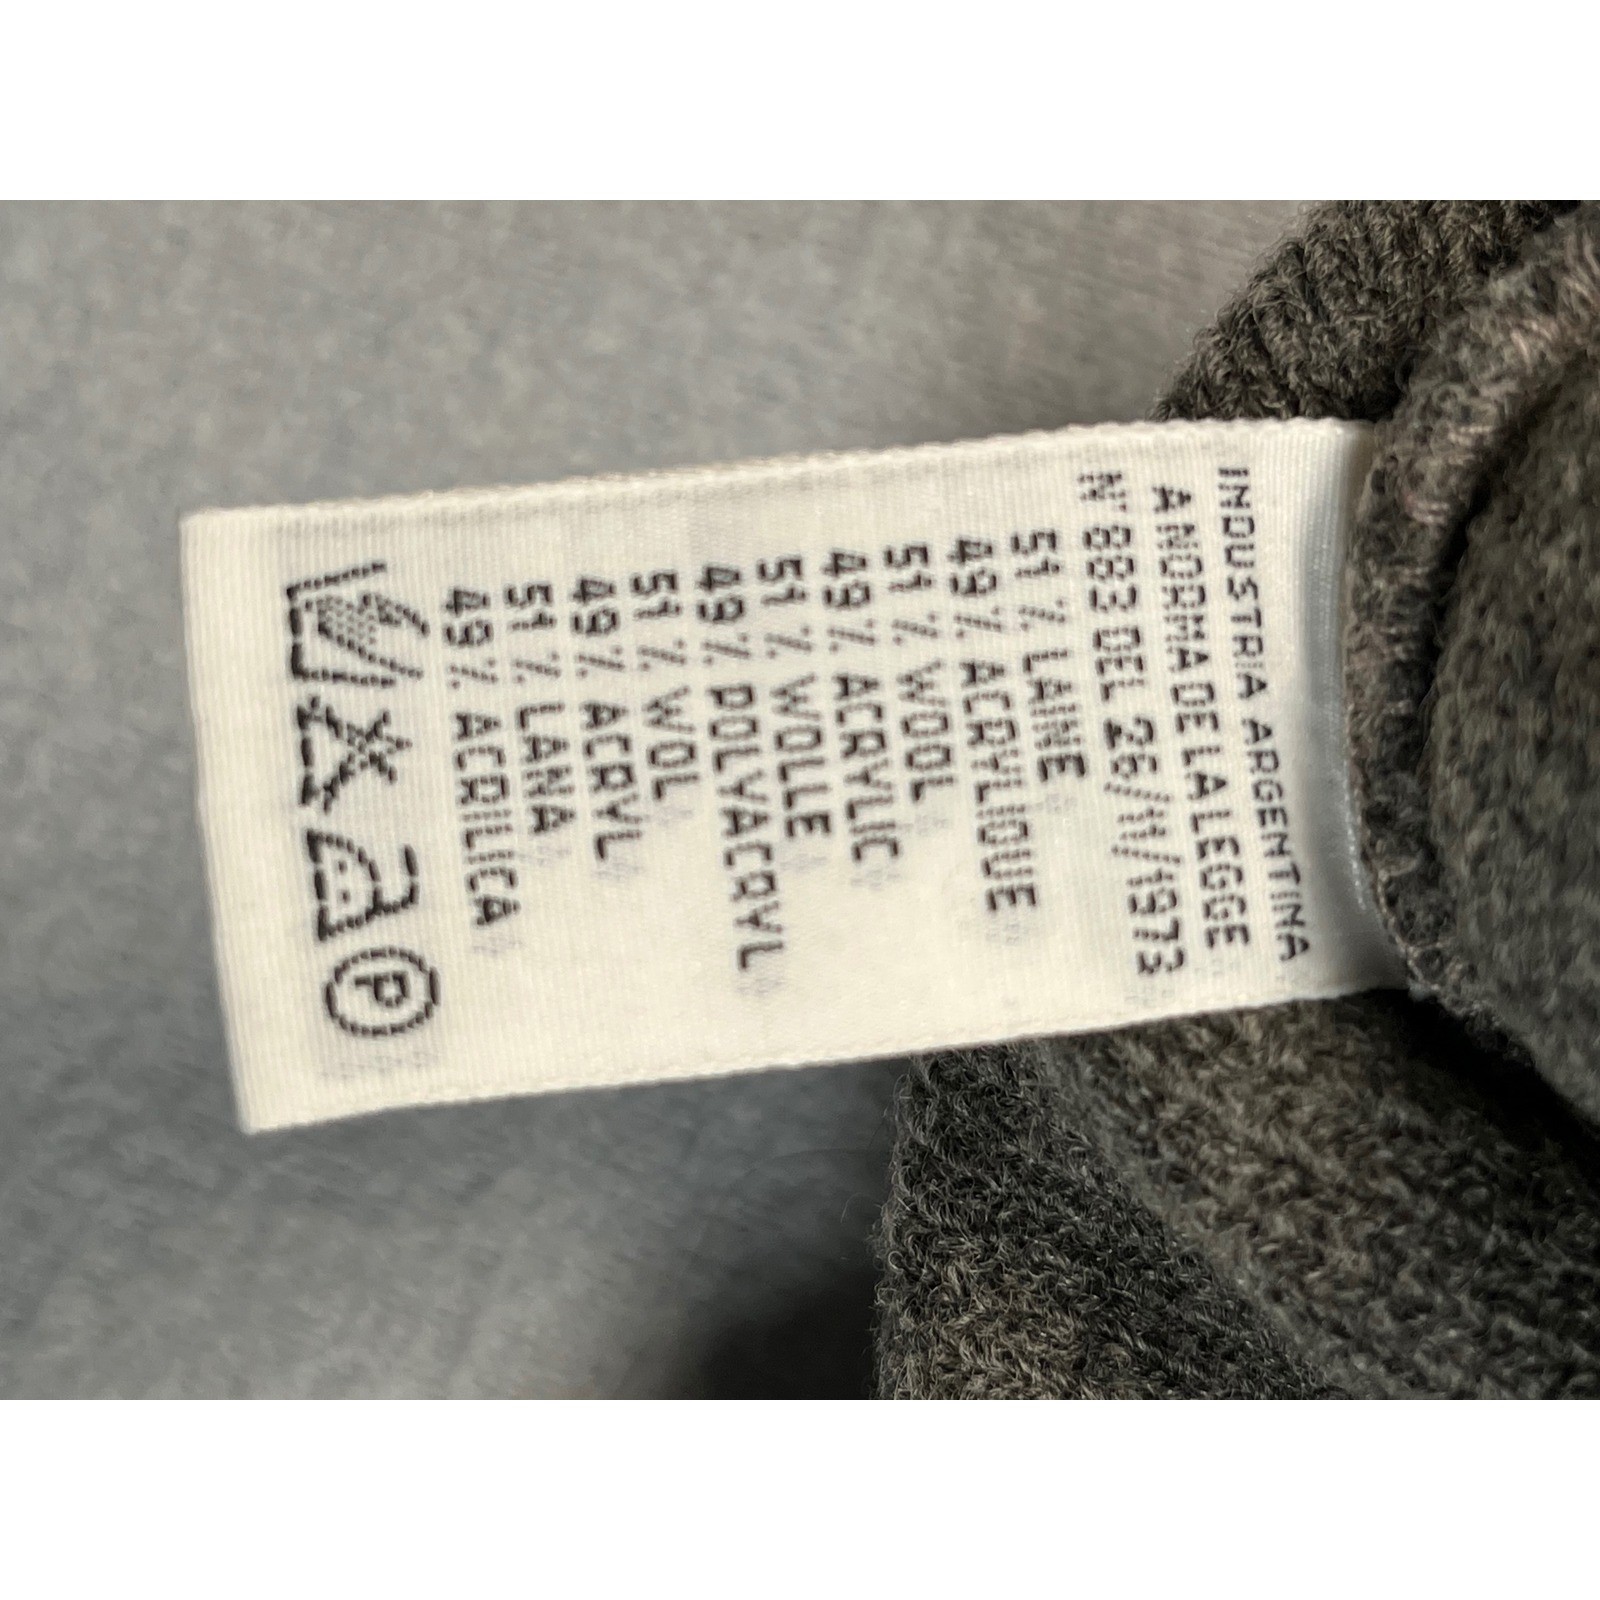 INDUSTRIA ARGENTINA
A NORMA DE LA LEGGE
N° 883 DEL 26/11/1973
51 % LAINE
49 % ACRYLIQUE
51 % WOOL
49 % ACRYLIC
51 % WOLLE
49 % POLYACRYL
51 % WOL
49 % ACRYL
51 % LANA
49 % ACRILICA
P